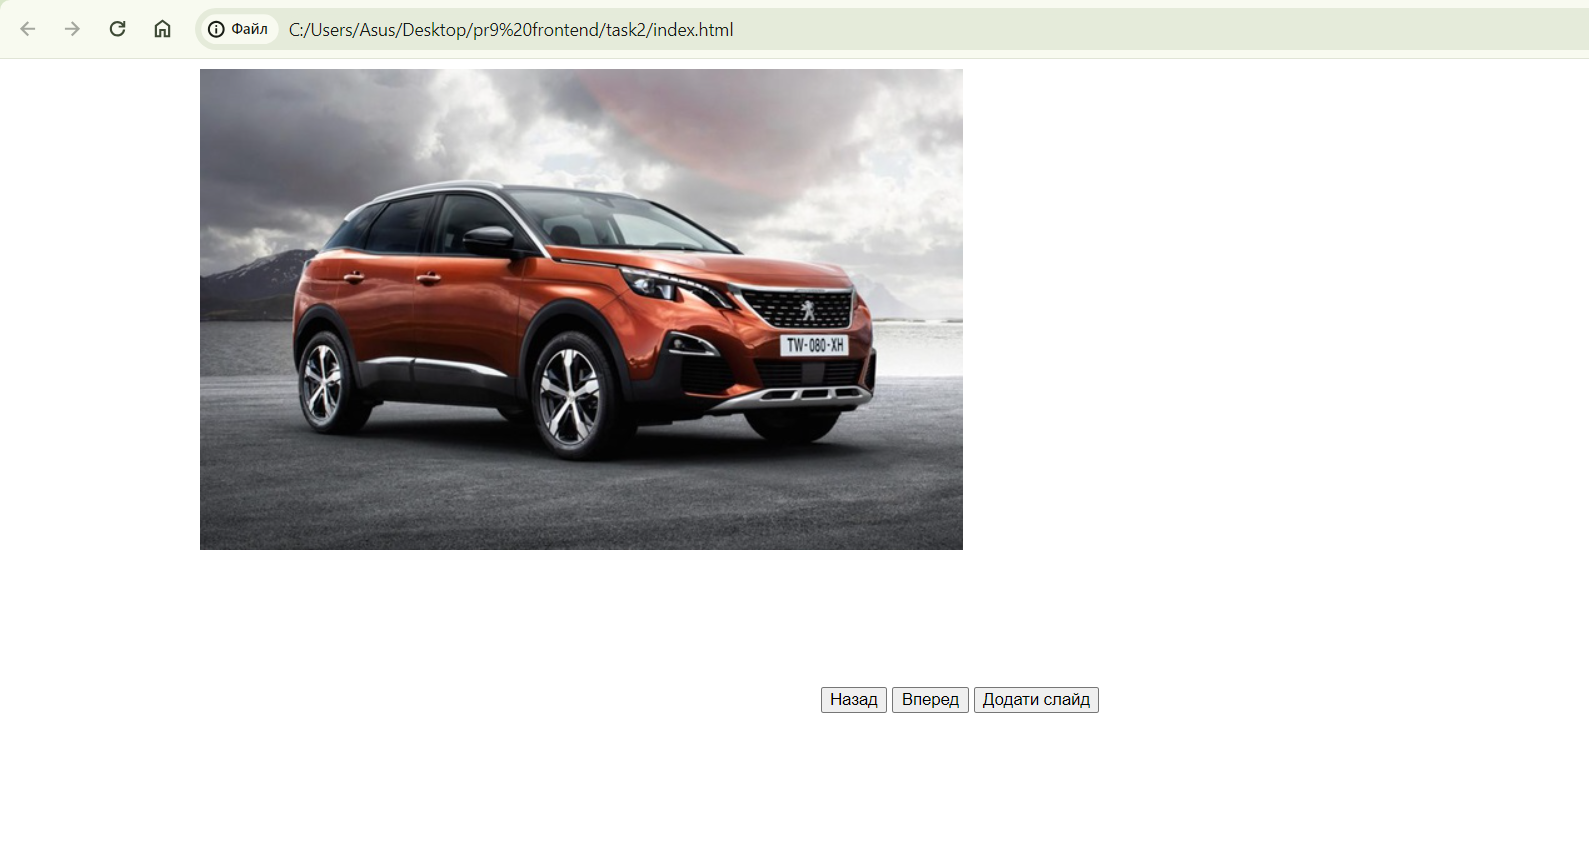 Файл C:/Users/Asus/Desktop/pr9%20frontend/task2/index.html
TW-080-XH
Назад Вперед Додати слайд